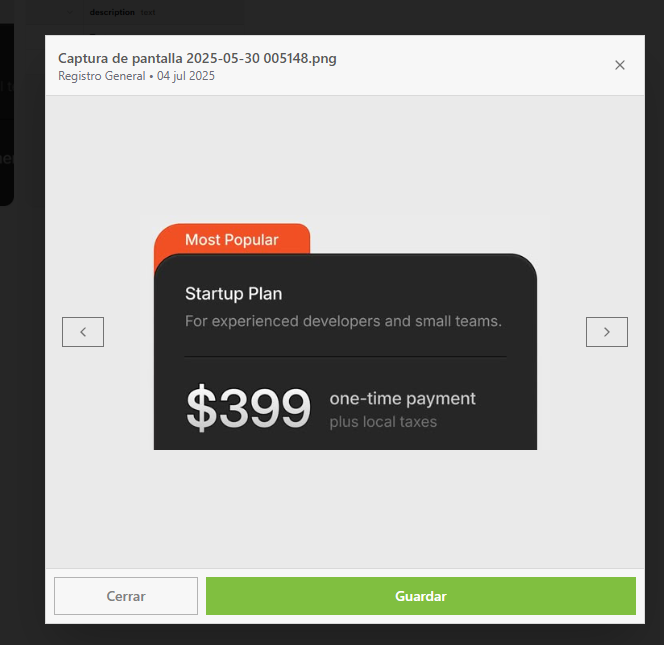 description text
Captura de pantalla 2025-05-30 005148.png
Registro General • 04 jul 2025
Most Popular
Startup Plan
For experienced developers and small teams.
$399
one-time payment
plus local taxes
Cerrar
Guardar